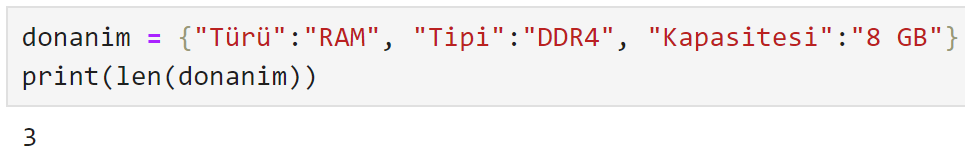 donanim = {"Türü":"RAM", "Tipi":"DDR4", "Kapasitesi":"8 GB"}
print(len(donanim))
3